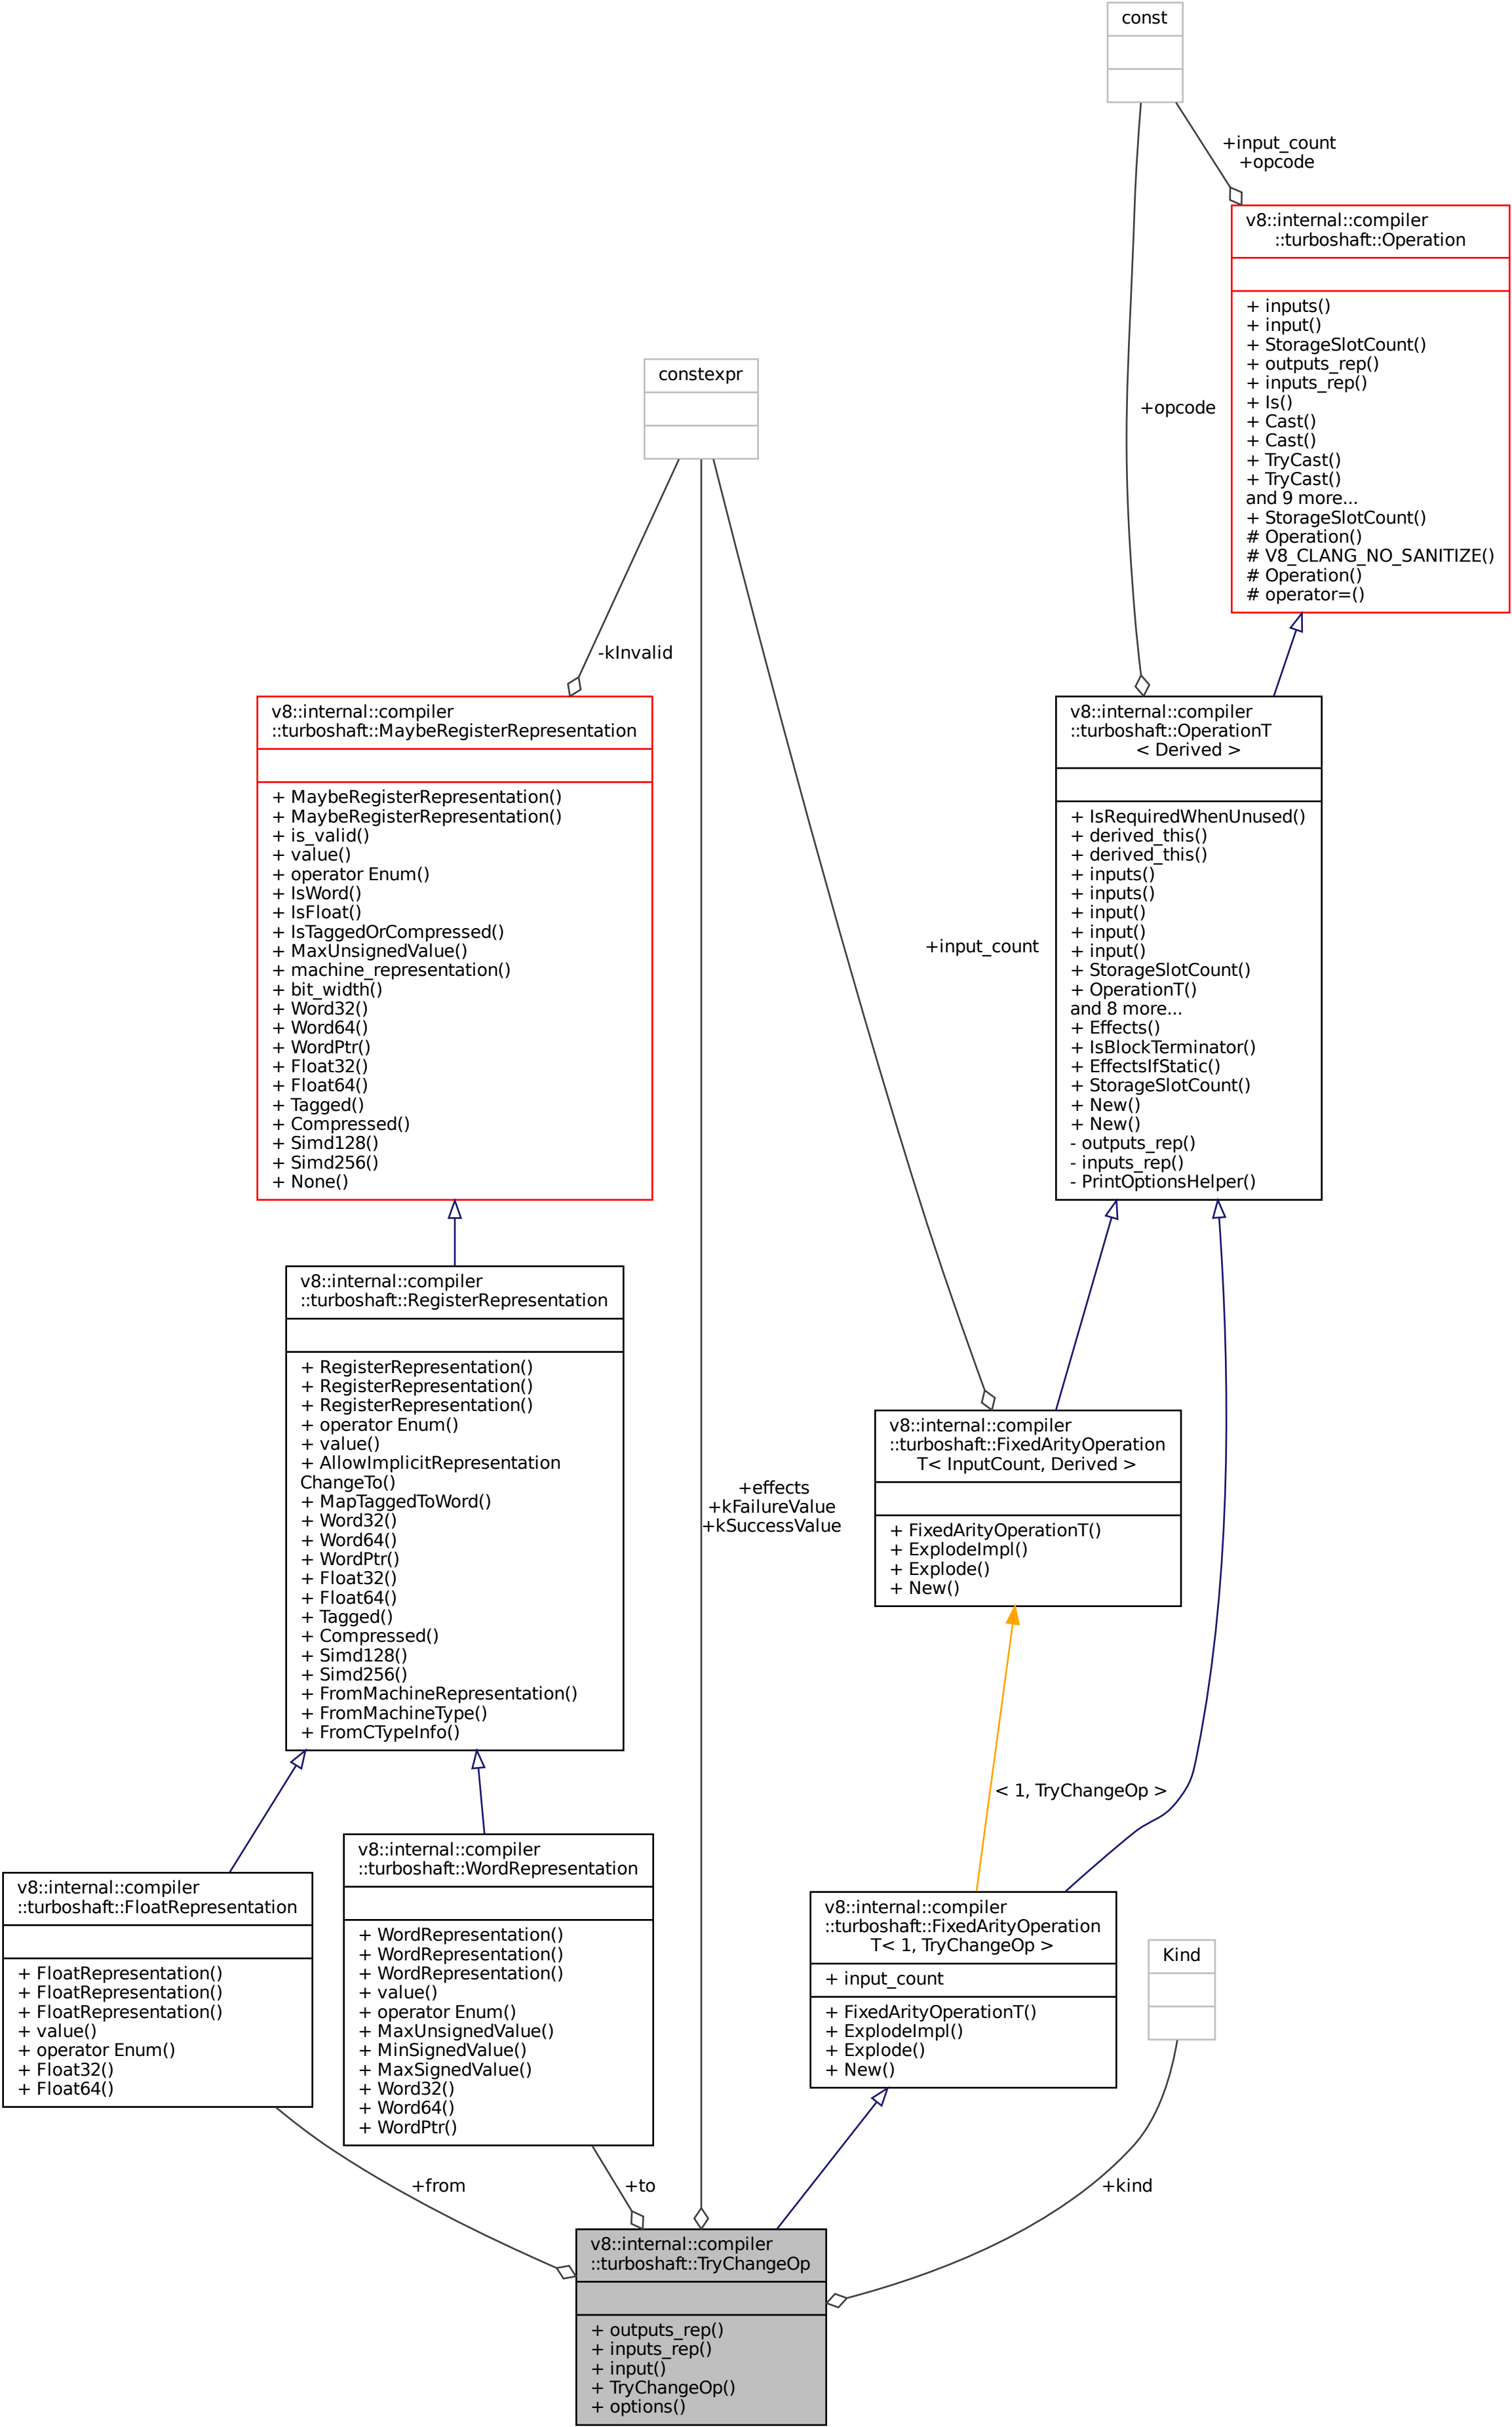 const
+input_count
+opcode
v8::internal::compiler
::turboshaft::Operation
+ inputs()
+ input()
+ StorageSlotCount()
+ outputs_rep()
+ inputs_rep()
+ Is()
+ Cast()
+ Cast()
+ TryCast()
+ TryCast()
and 9 more...
+ StorageSlotCount()
# Operation()
# V8_CLANG_NO_SANITIZE()
# Operation()
# operator=()
constexpr
+opcode
-kInvalid
v8::internal::compiler
::turboshaft::MaybeRegisterRepresentation
+ MaybeRegisterRepresentation()
+ MaybeRegisterRepresentation()
+ is_valid()
+ value()
+ operator Enum()
+ IsWord()
+ IsFloat()
+ IsTaggedOrCompressed()
+ MaxUnsignedValue()
+ machine_representation()
+ bit_width()
+ Word32()
+ Word64()
+ WordPtr()
+ Float32()
+ Float64()
+ Tagged()
+ Compressed()
+ Simd128()
+ Simd256()
+ None()
+input_count
v8::internal::compiler
::turboshaft::OperationT
< Derived >
+ IsRequiredWhenUnused()
+ derived_this()
+ derived_this()
+ inputs()
+ inputs()
+ input()
+ input()
+ input()
+ StorageSlotCount()
+ OperationT()
and 8 more...
+ Effects()
+ IsBlockTerminator()
+ EffectsIfStatic()
+ StorageSlotCount()
+ New()
+ New()
- outputs_rep()
- inputs_rep()
- PrintOptionsHelper()
v8::internal::compiler
::turboshaft::RegisterRepresentation
+ RegisterRepresentation()
+ RegisterRepresentation()
+ RegisterRepresentation()
+ operator Enum()
+ value()
+ AllowImplicitRepresentation
ChangeTo()
+ MapTaggedToWord()
+ Word32()
+ Word64()
+ WordPtr()
+ Float32()
+ Float64()
+ Tagged()
+ Compressed()
+ Simd128()
+ Simd256()
+ FromMachineRepresentation()
+ FromMachineType()
+ FromCTypeInfo()
+effects
+kFailureValue
+kSuccessValue
v8::internal::compiler
::turboshaft::FixedArityOperation
T< InputCount, Derived >
+ FixedArityOperationT()
+ ExplodeImpl()
+ Explode()
+ New()
< 1, TryChangeOp >
v8::internal::compiler
::turboshaft::FloatRepresentation
+ FloatRepresentation()
+ FloatRepresentation()
+ FloatRepresentation()
+ value()
+ operator Enum()
+ Float32()
+ Float64()
v8::internal::compiler
::turboshaft::WordRepresentation
+ WordRepresentation()
+ WordRepresentation()
+ WordRepresentation()
+ value()
+ operator Enum()
+ MaxUnsignedValue()
+ MinSignedValue()
+ MaxSignedValue()
+ Word32()
+ Word64()
+ WordPtr()
v8::internal::compiler
::turboshaft::FixedArityOperation
T< 1, TryChangeOp >
+ input_count
+ FixedArityOperationT()
+ ExplodeImpl()
+ Explode()
+ New()
Kind
+from
+to
+kind
v8::internal::compiler
::turboshaft::TryChangeOp
+ outputs_rep()
+ inputs_rep()
+ input()
+ TryChangeOp()
+ options()